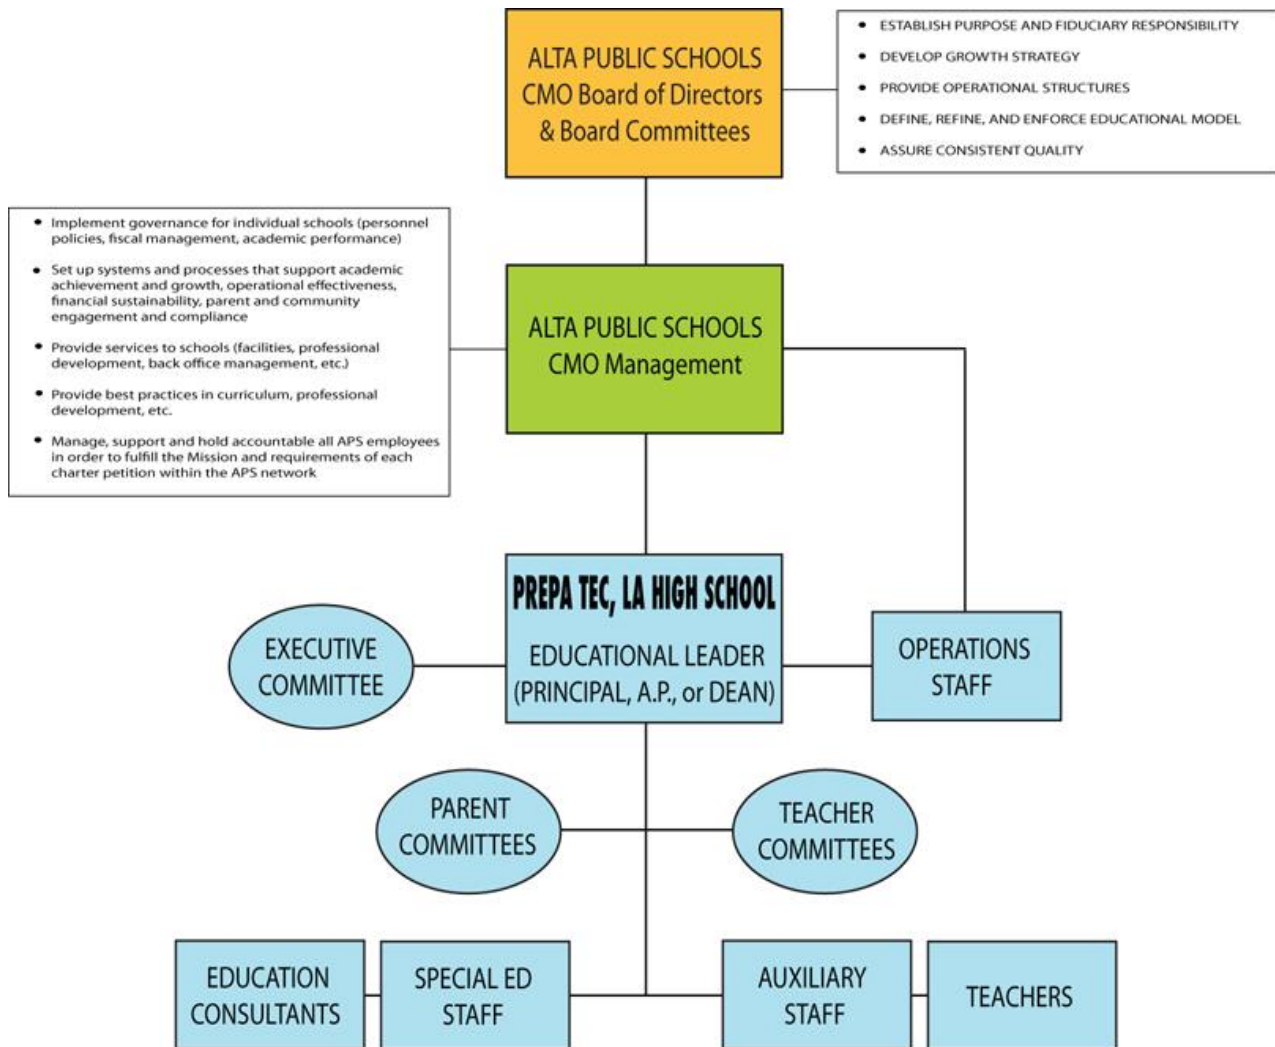 ALTA PUBLIC SCHOOLS
CMO Board of Directors
& Board Committees
• ESTABLISH PURPOSE AND FIDUCIARY RESPONSIBILITY
• DEVELOP GROWTH STRATEGY
• PROVIDE OPERATIONAL STRUCTURES
• DEFINE, REFINE, AND ENFORCE EDUCATIONAL MODEL
• ASSURE CONSISTENT QUALITY
• Implement governance for individual schools (personnel
policies, fiscal management, academic performance)
• Set up systems and processes that support academic
achievement and growth, operational effectiveness,
financial sustainability, parent and community
engagement and compliance
• Provide services to schools (facilities, professional
development, back office management, etc.)
• Provide best practices in curriculum, professional
development, etc.
• Manage, support and hold accountable all APS employees
in order to fulfill the Mission and requirements of each
charter petition within the APS network
ALTA PUBLIC SCHOOLS
CMO Management
PREPA TEC, LA HIGH SCHOOL
EDUCATIONAL LEADER
(PRINCIPAL, A.P., or DEAN)
EXECUTIVE
COMMITTEE
OPERATIONS
STAFF
PARENT
COMMITTEES
TEACHER
COMMITTEES
EDUCATION
CONSULTANTS
SPECIAL ED
STAFF
AUXILIARY
STAFF
TEACHERS